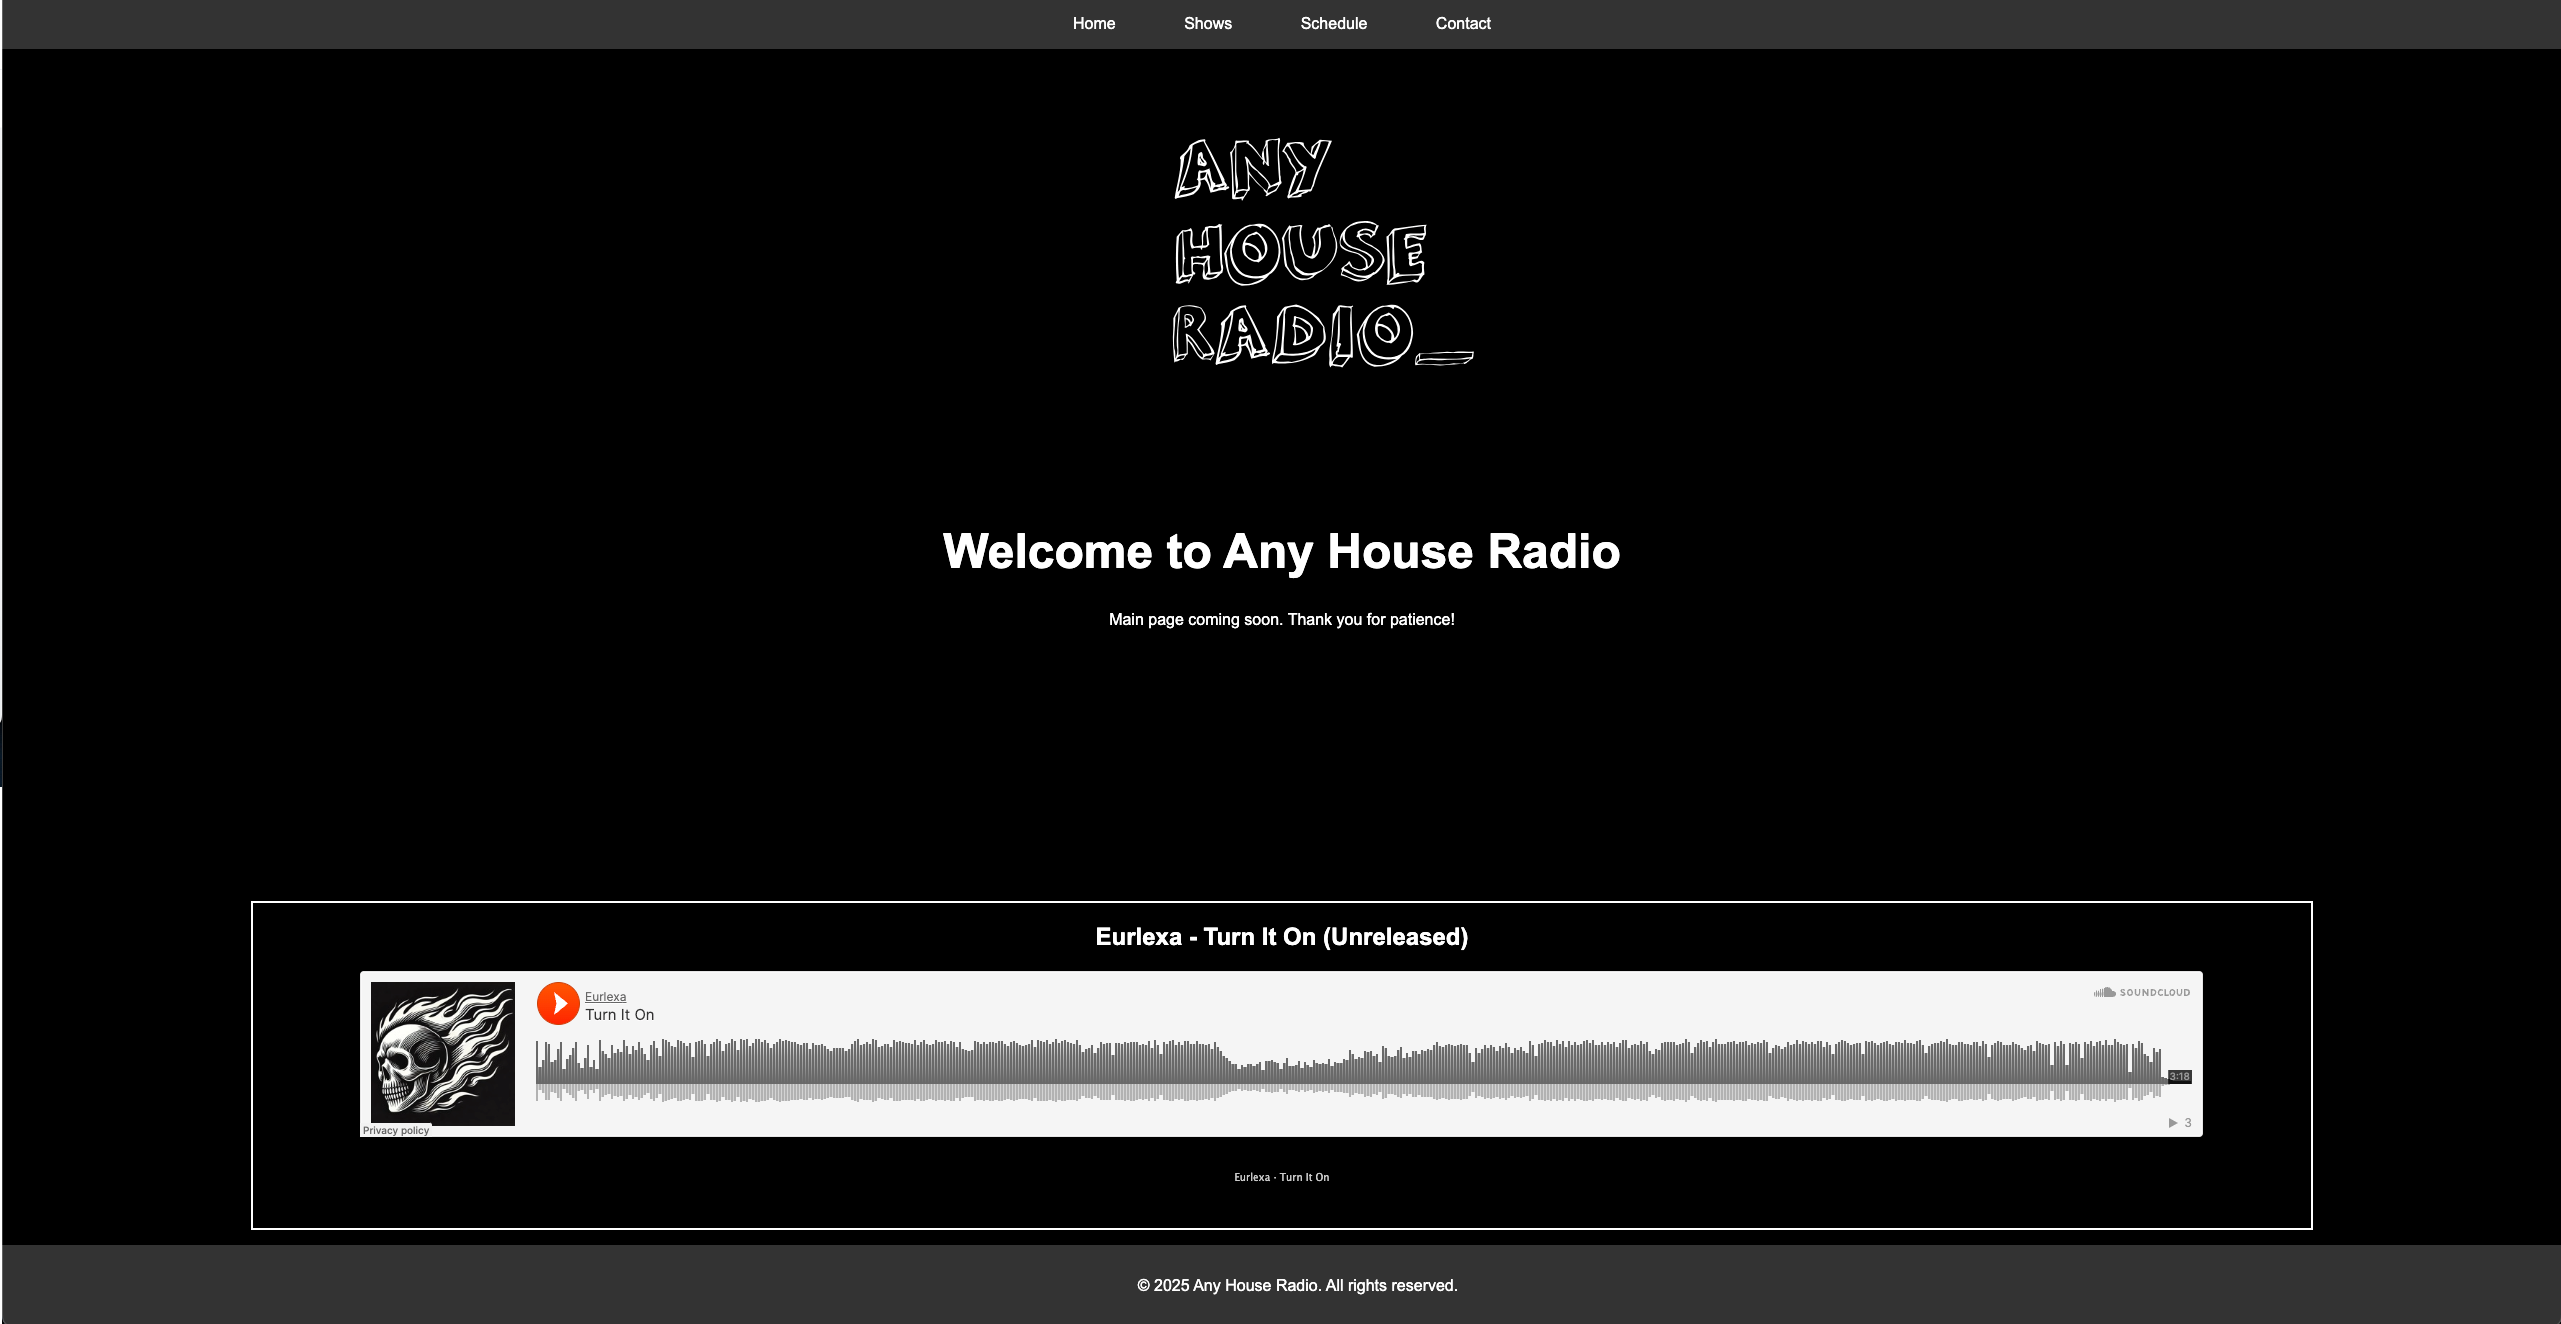 Home Shows Schedule Contact
ANY
HOUSE
RADIO_
Welcome to Any House Radio
Main page coming soon. Thank you for patience!
Eurlexa - Turn It On (Unreleased)
Eurlexa
Turn It On
SOUNDCLOUD
3:18
Privacy policy
3
Eurlexa - Turn It On
© 2025 Any House Radio. All rights reserved.